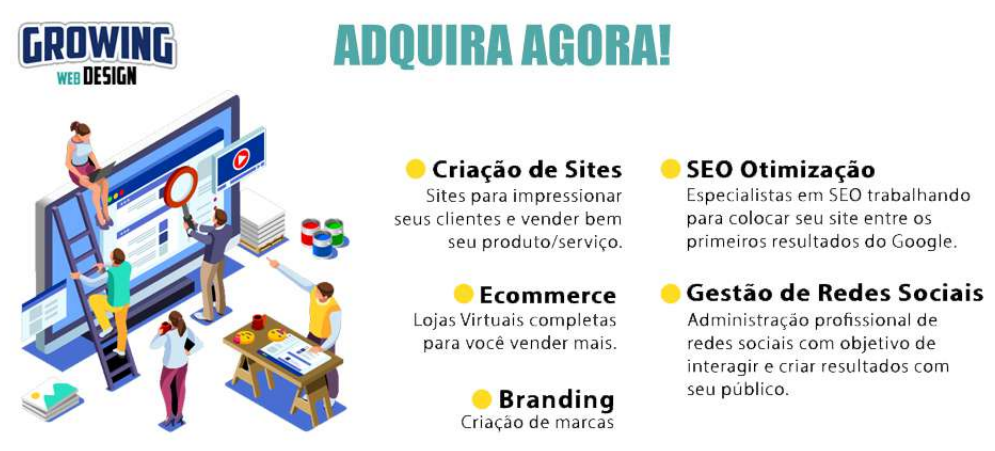 GROWING
WEB DESIGN
ADQUIRA AGORA!
Criação de Sites
Sites para impressionar
seus clientes e vender bem
seu produto/serviço.
Ecommerce
Lojas Virtuais completas
para você vender mais.
Branding
Criação de marcas
SEO Otimização
Especialistas em SEO trabalhando
para colocar seu site entre os
primeiros resultados do Google.
Gestão de Redes Sociais
Administração profissional de
redes sociais com objetivo de
interagir e criar resultados com
seu público.